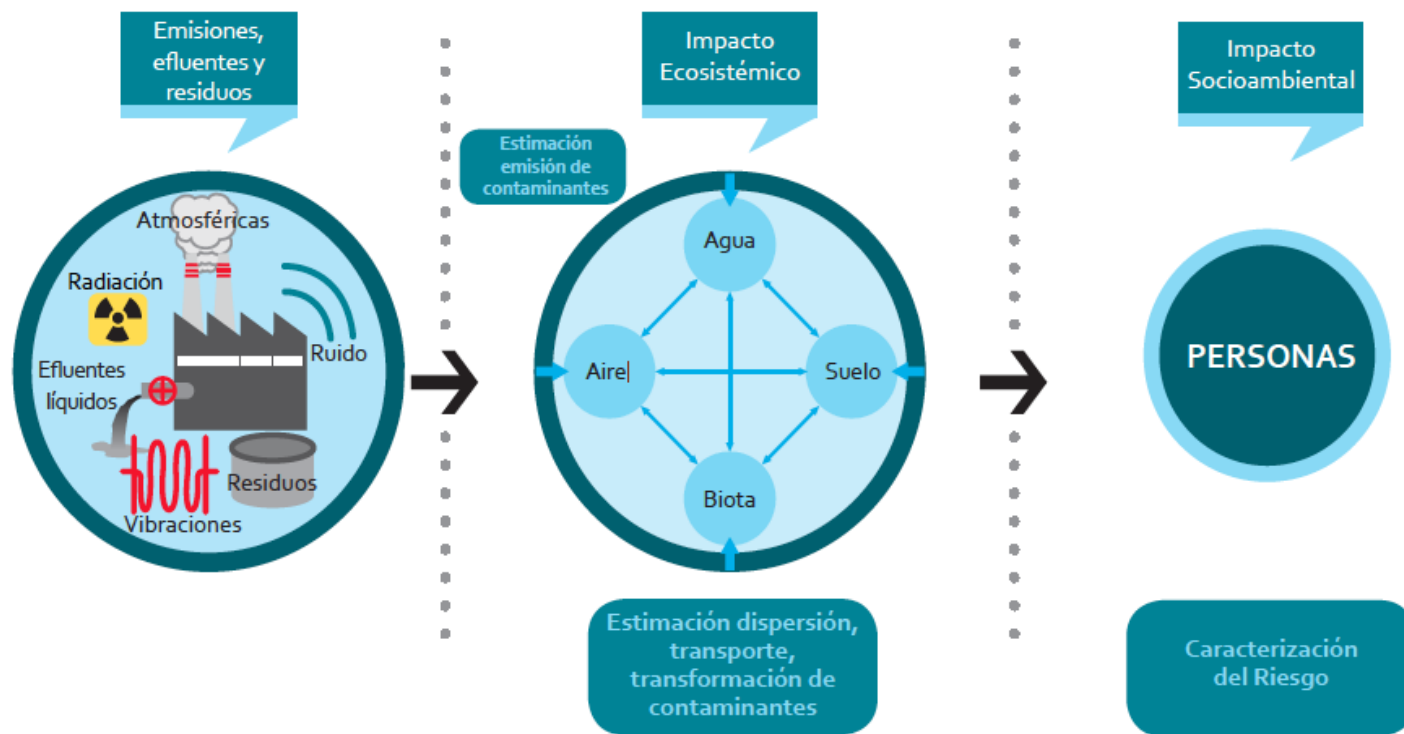 Emisiones,
efluentes y
residuos
Impacto
Ecosistémico
Impacto
Socioambiental
Estimación
emisión de
contaminantes
Atmosféricas
Radiación
Ruido
Efluentes
líquidos
Residuos
Vibraciones
Agua
Aire
Suelo
Biota
PERSONAS
Estimación dispersión,
transporte,
transformación de
contaminantes
Caracterización
del Riesgo